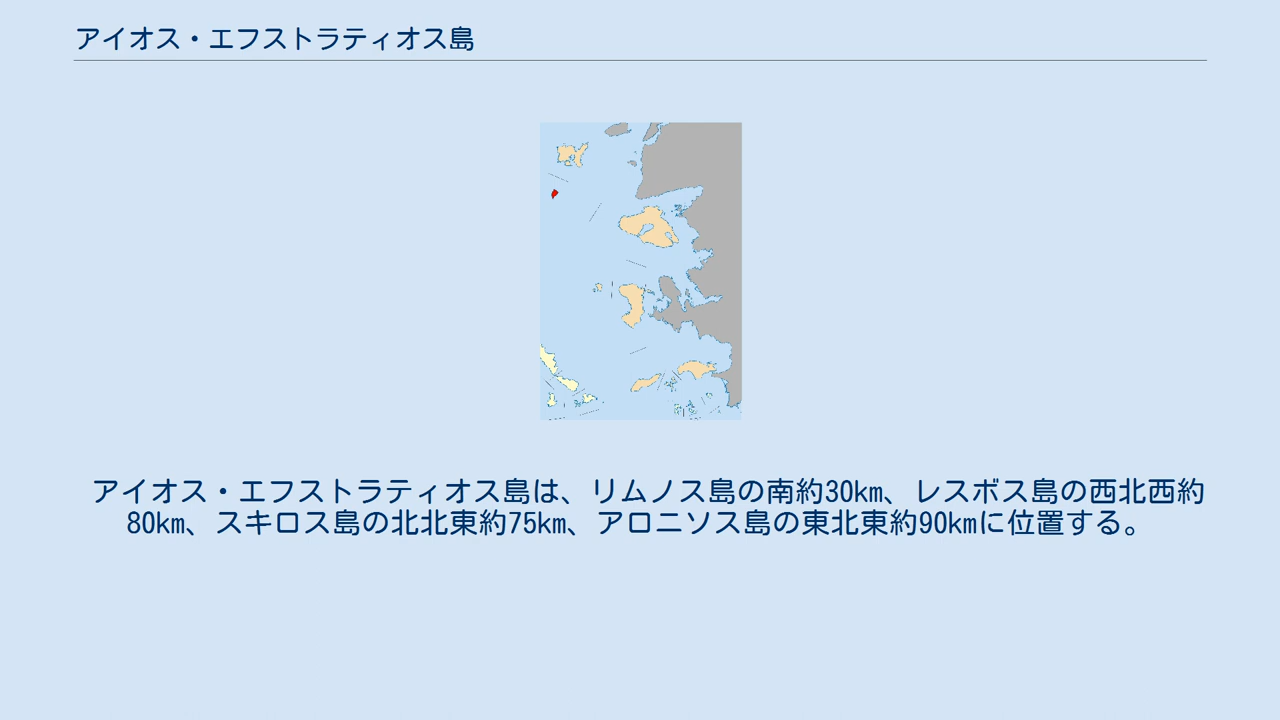 アイオス・エフストラティオス島
アイオス・エフストラティオス島は、リムノス島の南約30km、レスボス島の西北西約
80km、スキロス島の北北東約75km、アロニソス島の東北東約90kmに位置する。